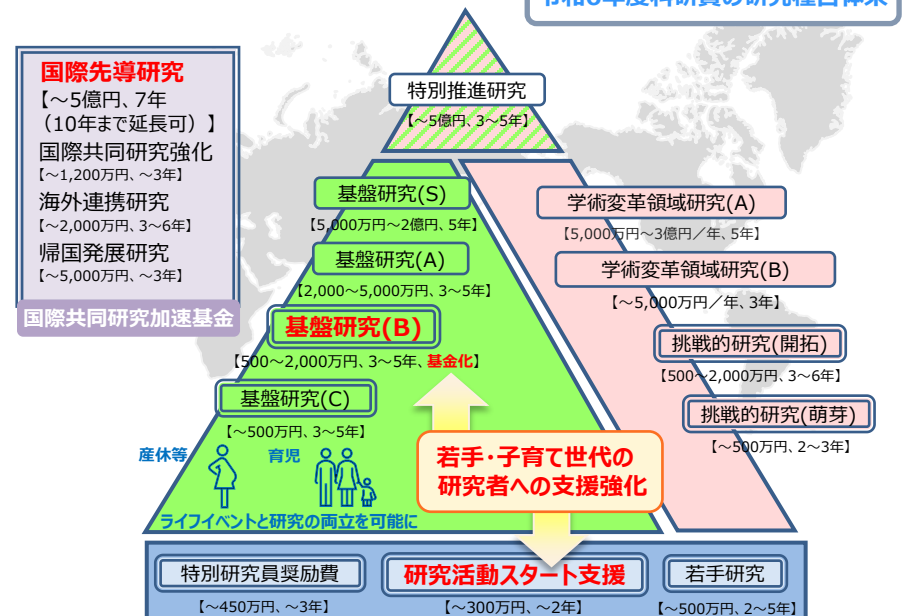 国際先導研究
【～5億円、7年
（10年まで延長可）】
国際共同研究強化
【～1,200万円、～3年】
海外連携研究
【～2,000万円、3～6年】
帰国発展研究
【～5,000万円、～3年】
国際共同研究加速基金
特別推進研究
【～5億円、3～5年】
基盤研究(S)
【5,000万円～2億円、5年】
基盤研究(A)
【2,000～5,000万円、3～5年】
基盤研究(B)
【500～2,000万円、3～5年、基金化】
基盤研究(C)
【～500万円、3～5年】
産休等
育児
ライフイベントと研究の両立を可能に
学術変革領域研究(A)
【5,000万円～3億円／年、5年】
学術変革領域研究(B)
【～5,000万円／年、3年】
挑戦的研究(開拓)
【500～2,000万円、3～6年】
挑戦的研究(萌芽)
【～500万円、2～3年】
若手・子育て世代の
研究者への支援強化
特別研究員奨励費
【～450万円、～3年】
研究活動スタート支援
【～300万円、～2年】
若手研究
【～500万円、2～5年】